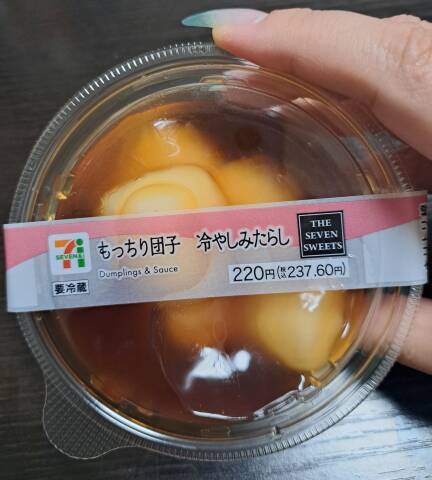 7
SEVEN & i
もっちり団子 冷やしみたらし
Dumplings & Sauce
THE
SEVEN
SWEETS
要冷蔵
220円(税込237.60円)